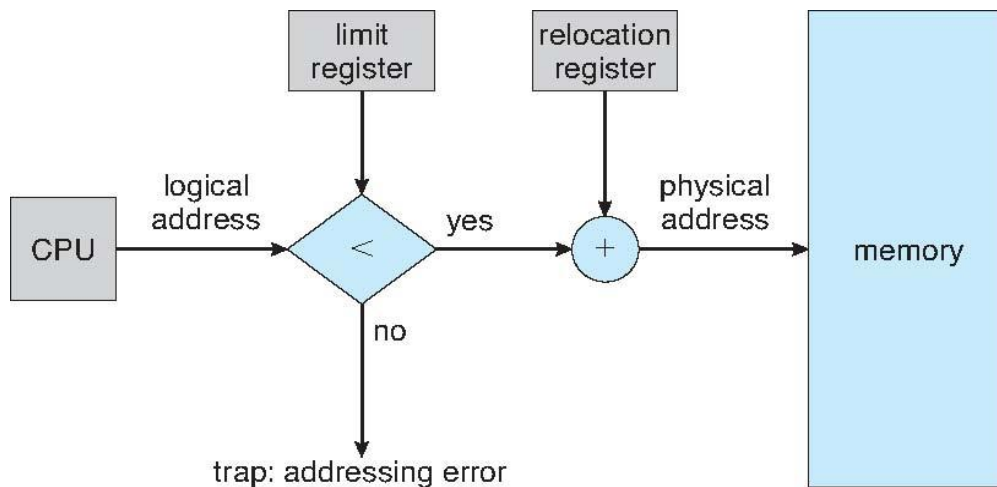 limit
register
relocation
register
logical
address
physical
address
CPU
<
yes
+
memory
no
trap: addressing error